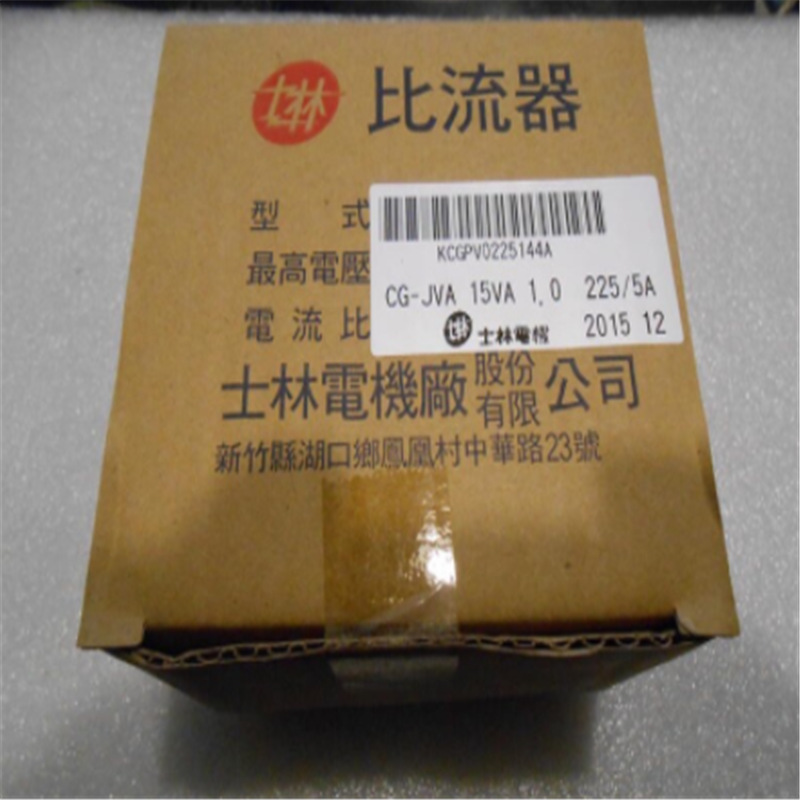 士林 比流器
型 式
KCGPV0225144A
最高電壓
CG-JVA 15VA 1.0 225/5A
電流比
士林 士林電機 2015 12
士林電機廠股份有限公司
新竹縣湖口鄉鳳凰村中華路23號